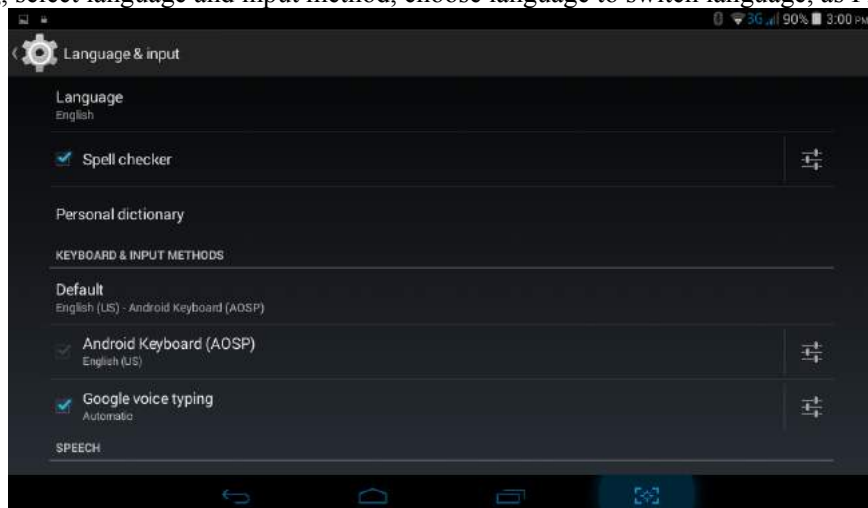 , select language and input method, choose language to switch language, as
3G 90% 3:00 PM
Language & input
Language
English
Spell checker
Personal dictionary
KEYBOARD & INPUT METHODS
Default
English (US) - Android Keyboard (AOSP)
Android Keyboard (AOSP)
English (US)
Google voice typing
Automatic
SPEECH